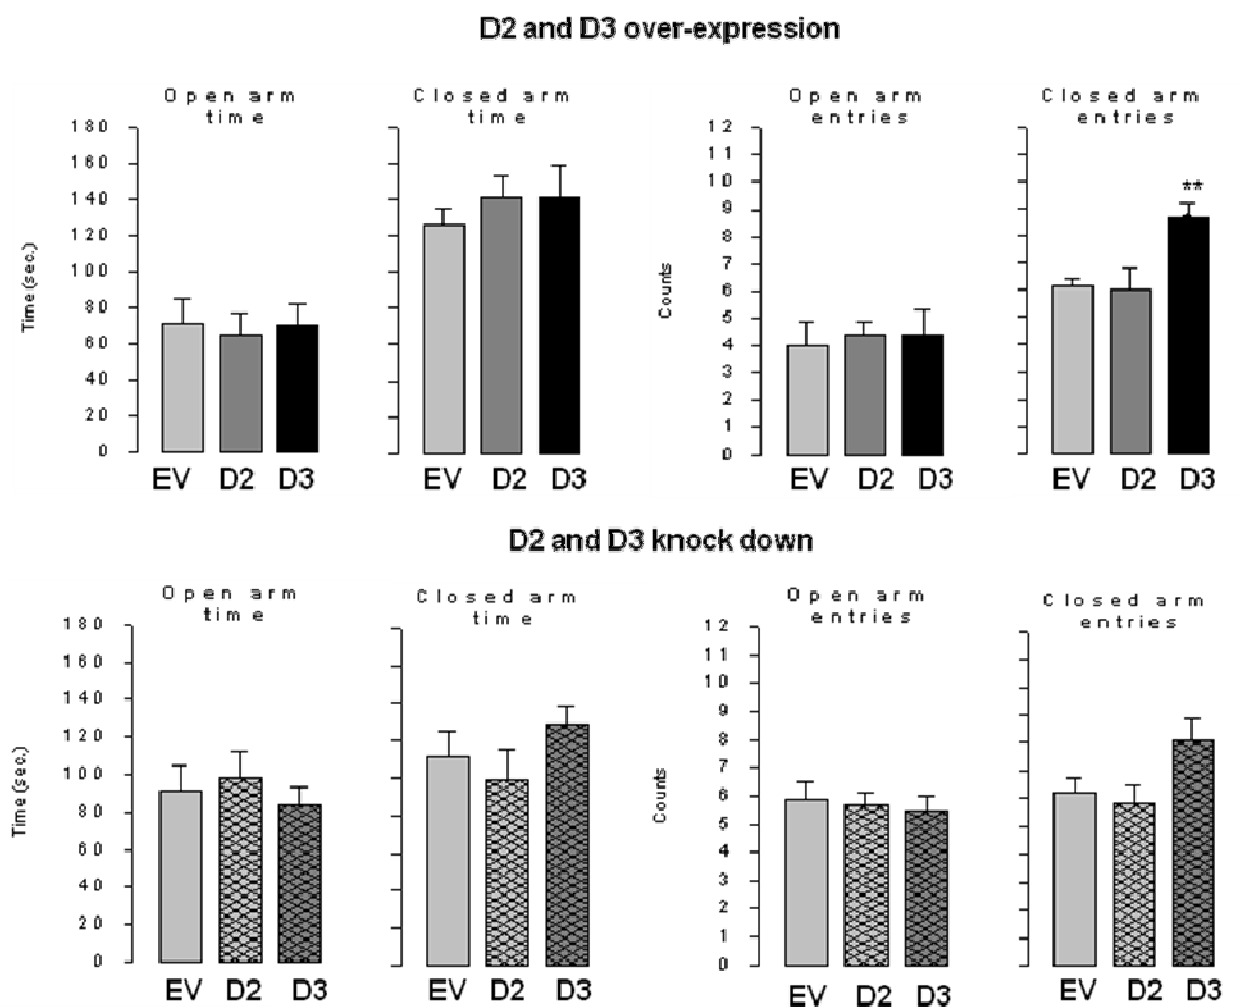 D2 and D3 over-expression
Open arm
time
Closed arm
time
Open arm
entries
Closed arm
entries
180
160
140
120
100
80
60
40
20
0
Time (sec.)
12
11
10
9
8
7
6
5
4
3
2
1
0
Counts
**
EV D2 D3
EV D2 D3
EV D2 D3
EV D2 D3
D2 and D3 knock down
Open arm
time
Closed arm
time
Open arm
entries
Closed arm
entries
180
160
140
120
100
80
60
40
20
0
Time (sec.)
12
11
10
9
8
7
6
5
4
3
2
1
0
Counts
EV D2 D3
EV D2 D3
EV D2 D3
EV D2 D3